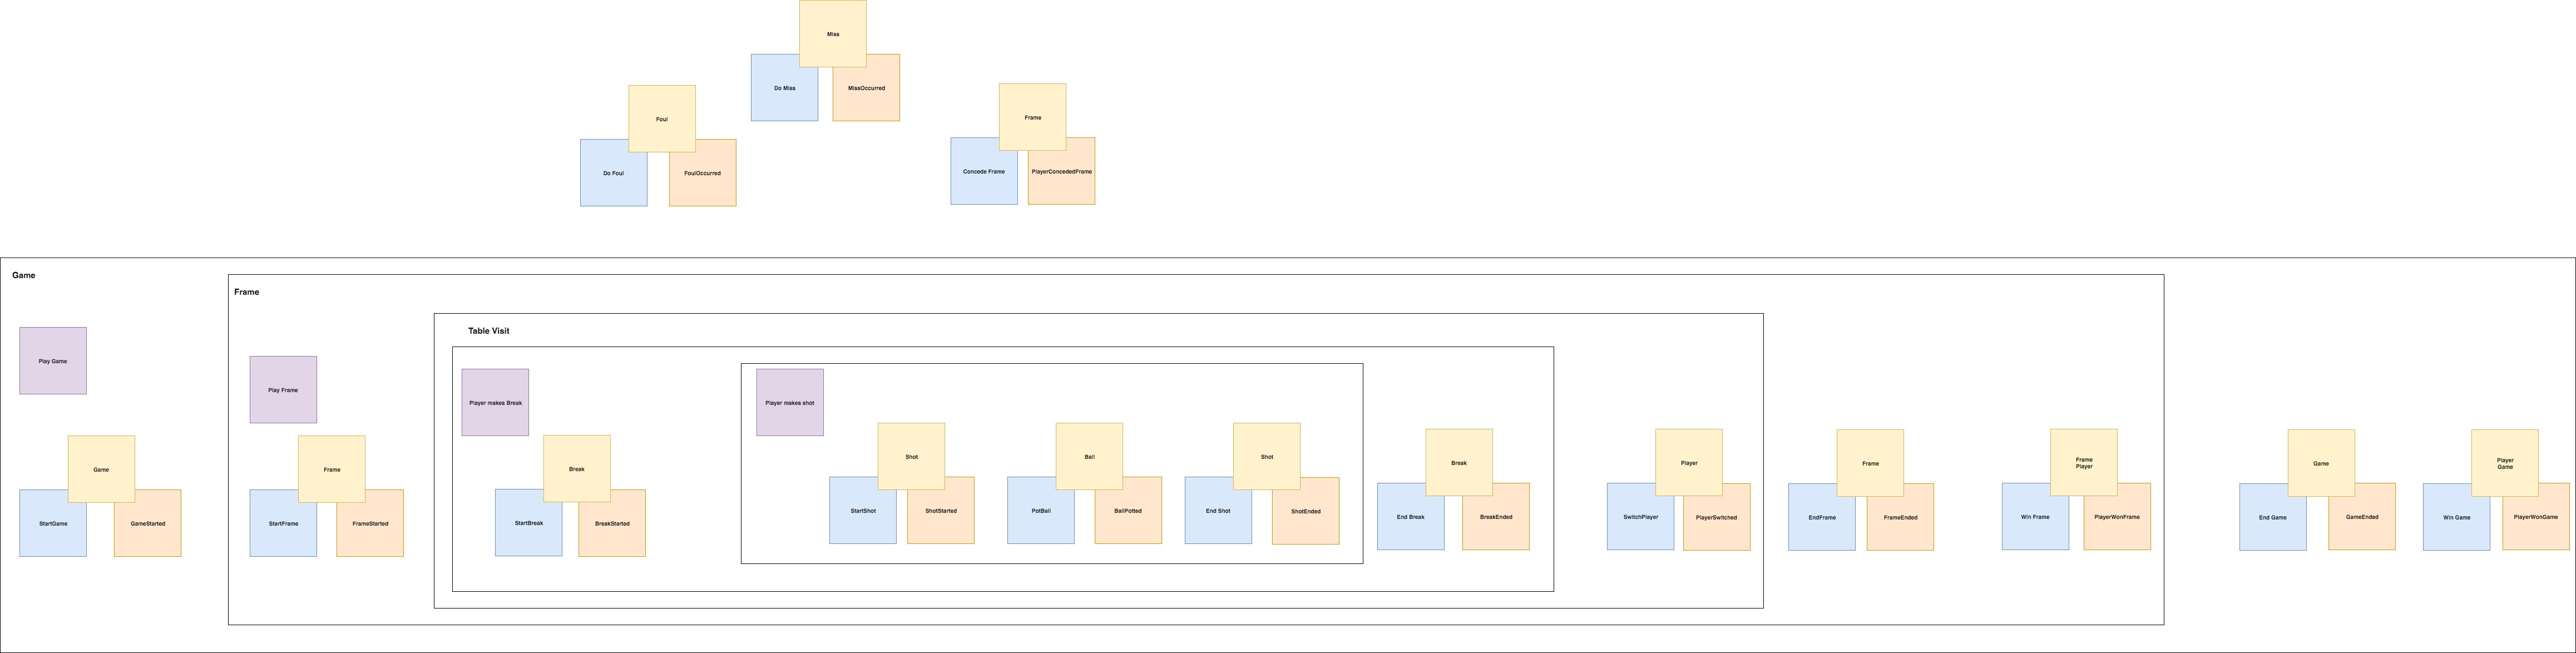 Miss
Do Miss
MissOccurred
Foul
Do Foul
FoulOccurred
Frame
Concede Frame
PlayerConcededFrame
Game
Frame
Table Visit
Play Game
Play Frame
Player makes Break
Player makes shot
Game
StartGame
GameStarted
Frame
StartFrame
FrameStarted
Break
StartBreak
BreakStarted
Shot
StartShot
ShotStarted
Ball
PotBall
BallPotted
Shot
End Shot
ShotEnded
Break
End Break
BreakEnded
Player
SwitchPlayer
PlayerSwitched
Frame
EndFrame
FrameEnded
Frame
Player
Win Frame
PlayerWonFrame
Game
End Game
GameEnded
Player
Game
Win Game
PlayerWonGame